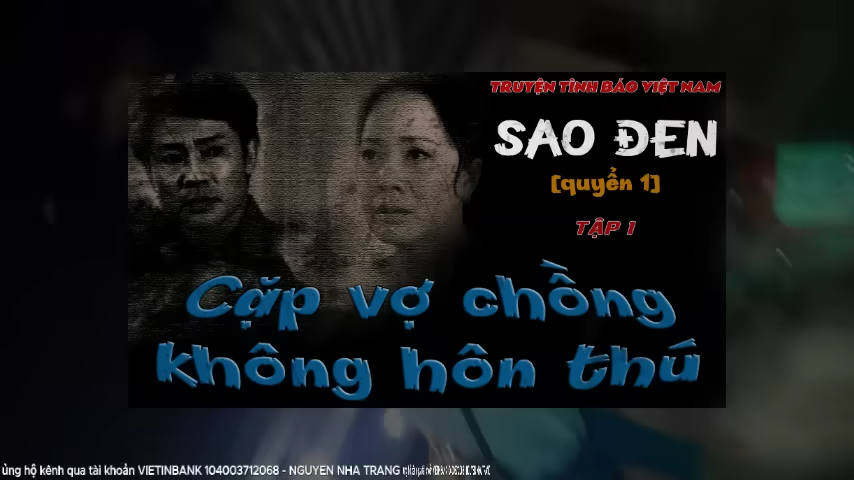 TRUYỆN TÌNH BÁO VIỆT NAM
SAO ĐEN
[quyển 1]
TẬP 1
Cặp vợ chồng
không hôn thú
ủng hộ kênh qua tài khoản VIETINBANK 104003712068 - NGUYEN NHA TRANG